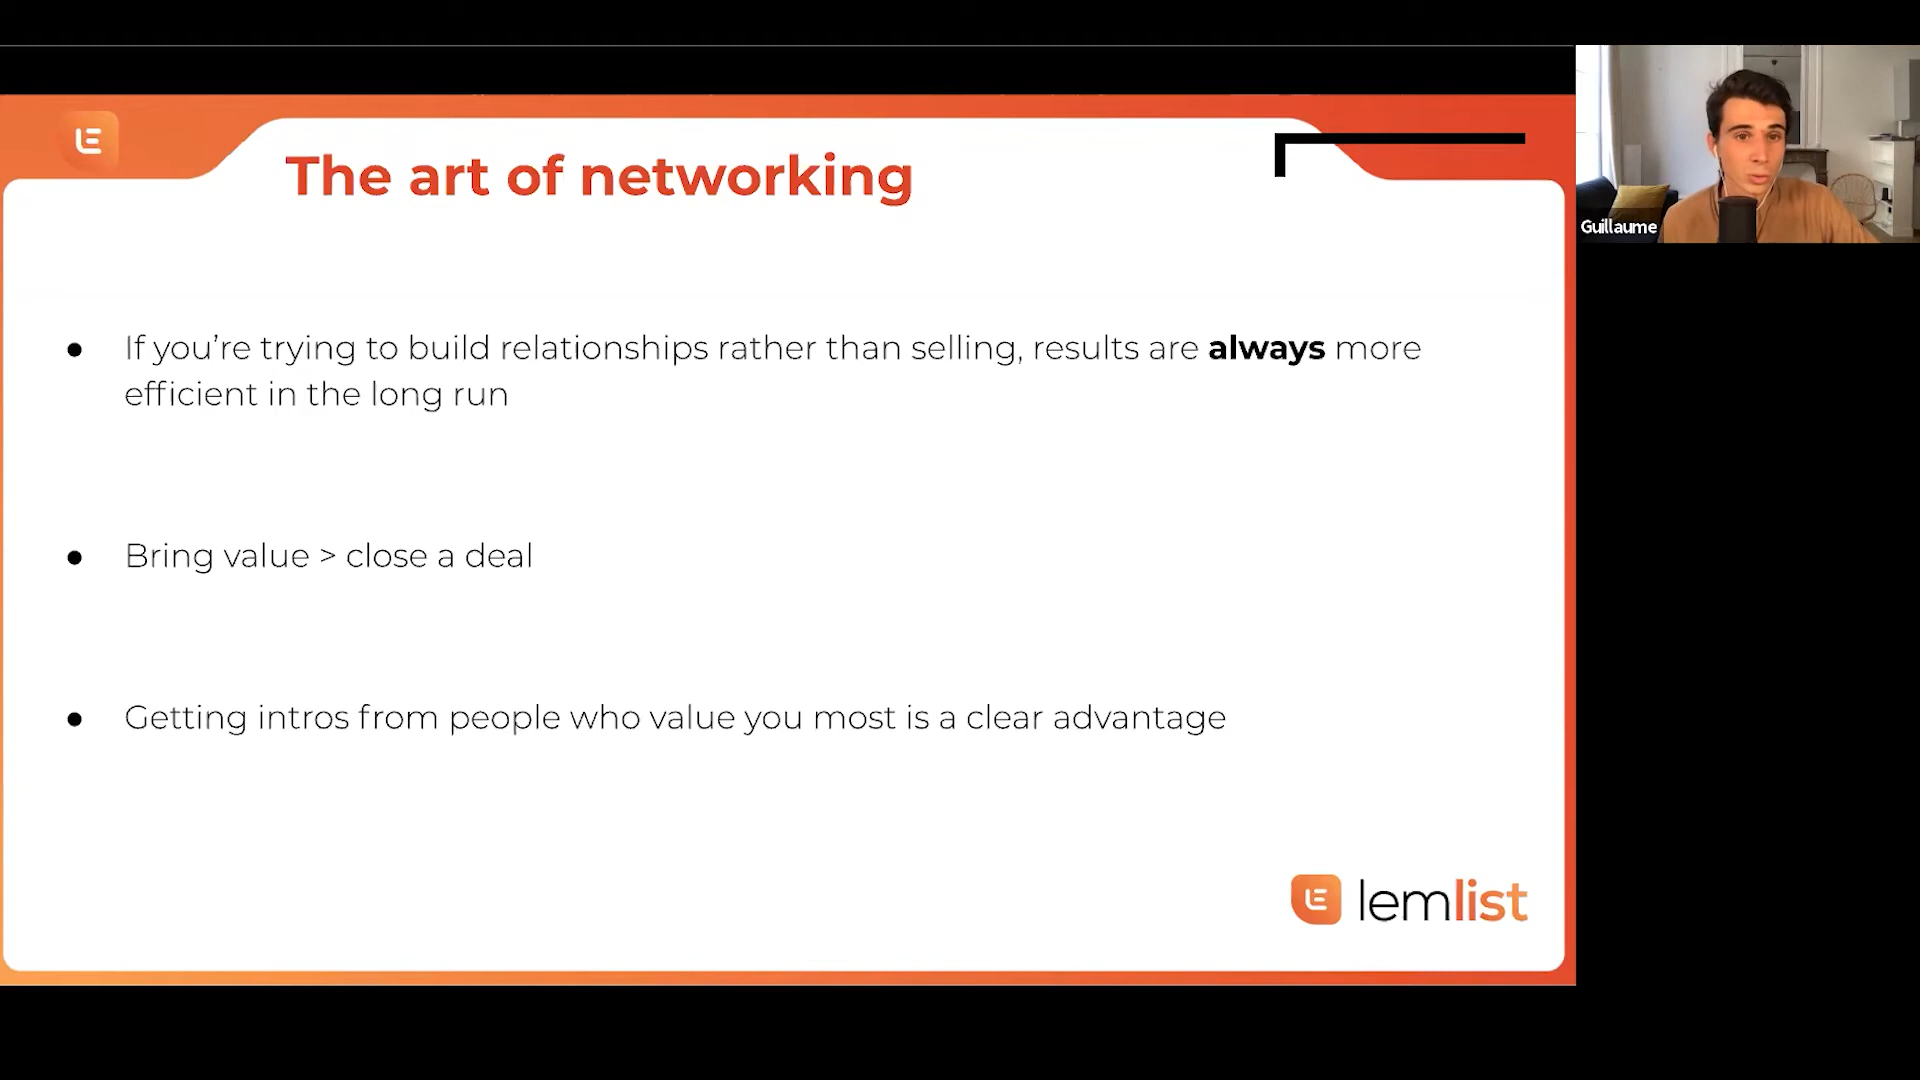 The art of networking
Guillaume
● If you’re trying to build relationships rather than selling, results are always more
efficient in the long run
● Bring value > close a deal
● Getting intros from people who value you most is a clear advantage
lemlist